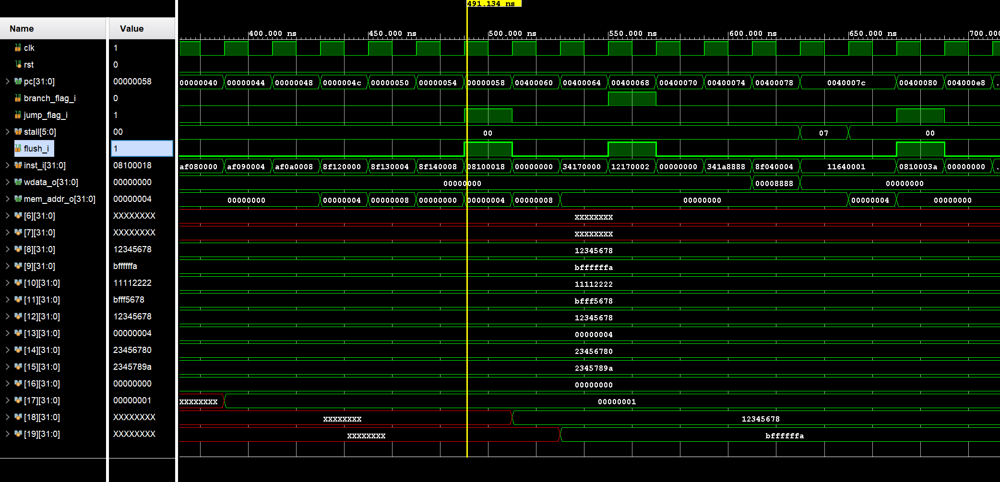 491.134 ns
Name Value 400.000 ns 450.000 ns 500.000 ns 550.000 ns 600.000 ns 650.000 ns 700.000
clk 1
rst 0
pc[31:0] 00000058 00000040 00000044 00000048 0000004c 00000050 00000054 00000058 00400060 00400064 00400068 00400070 00400074 00400078 0040007c 00400080 004000e8 .
branch_flag_i 0
jump_flag_i 1
stall[5:0] 00 00 07 00
flush_i 1
inst_i[31:0] 08100018 af080000 af090004 af0a0008 8f120000 8f130004 8f140008 08100018 00000000 34170000 12170002 00000000 341a8888 8f040004 11640001 0810003a 00000000 .
wdata_o[31:0] 00000000 00000000 00008888 00000000
mem_addr_o[31:0] 00000004 00000000 00000004 00000008 00000000 00000004 00000008 00000000 00000004 00000000
[6][31:0] XXXXXXXX XXXXXXXX
[7][31:0] XXXXXXXX XXXXXXXX
[8][31:0] 12345678 12345678
[9][31:0] bffffffa bffffffa
[10][31:0] 11112222 11112222
[11][31:0] bfff5678 bfff5678
[12][31:0] 12345678 12345678
[13][31:0] 00000004 00000004
[14][31:0] 23456780 23456780
[15][31:0] 2345789a 2345789a
[16][31:0] 00000000 00000000
[17][31:0] 00000001 XXXXXXXX 00000001
[18][31:0] XXXXXXXX XXXXXXXX 12345678
[19][31:0] XXXXXXXX XXXXXXXX bffffffa